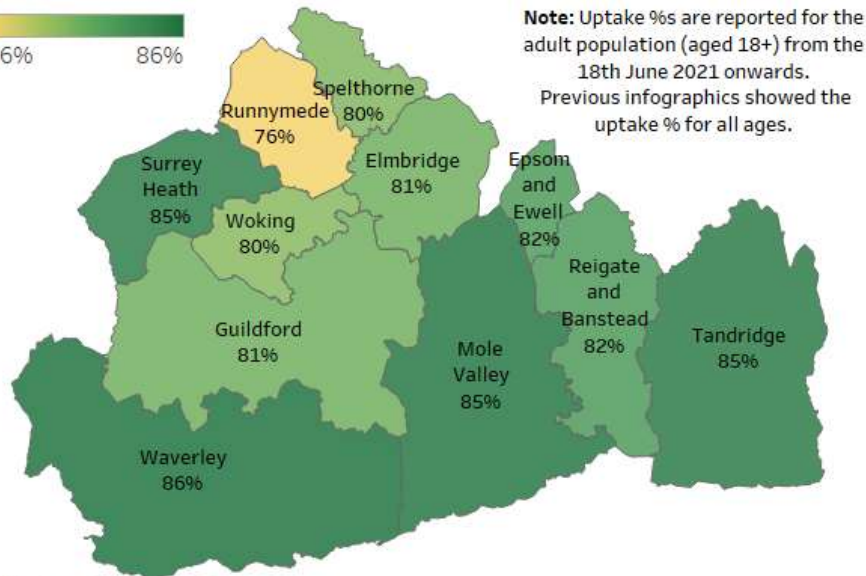 6%
86%
Note: Uptake %s are reported for the
adult population (aged 18+) from the
18th June 2021 onwards.
Previous infographics showed the
uptake % for all ages.
Spelthorne
80%
Runnymede
76%
Elmbridge
81%
Epsom
and
Ewell
82%
Surrey
Heath
85%
Woking
80%
Reigate
and
Banstead
82%
Guildford
81%
Mole
Valley
85%
Tandridge
85%
Waverley
86%